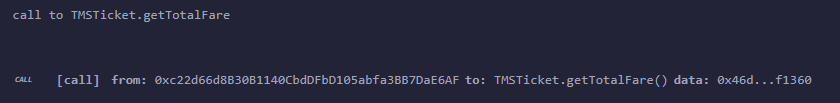 call to TMSTicket.getTotalFare
CALL [call] from: 0xc22d66d8B30B1140CbdDFbD105abfa3BB7DaE6AF to: TMSTicket.getTotalFare() data: 0x46d...f1360